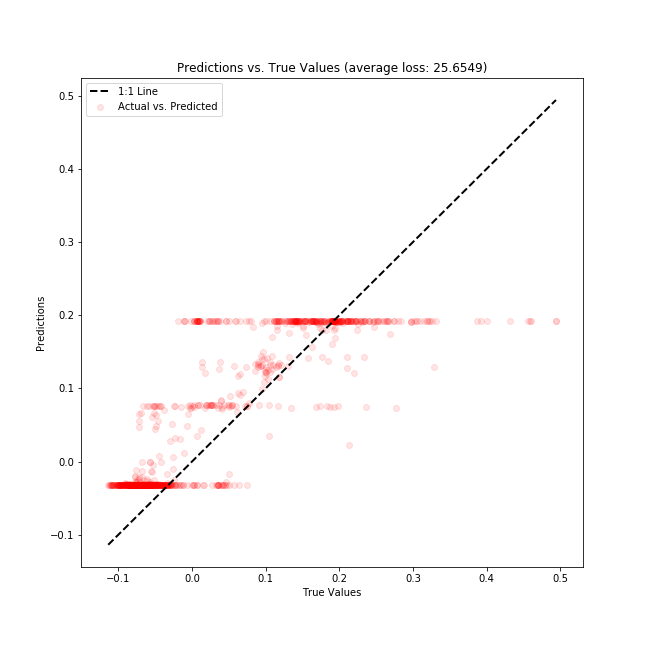 Predictions vs. True Values (average loss: 25.6549)
1:1 Line
Actual vs. Predicted
0.5
0.4
0.3
0.2
0.1
0.0
−0.1
Predictions
−0.1 0.0 0.1 0.2 0.3 0.4 0.5
True Values